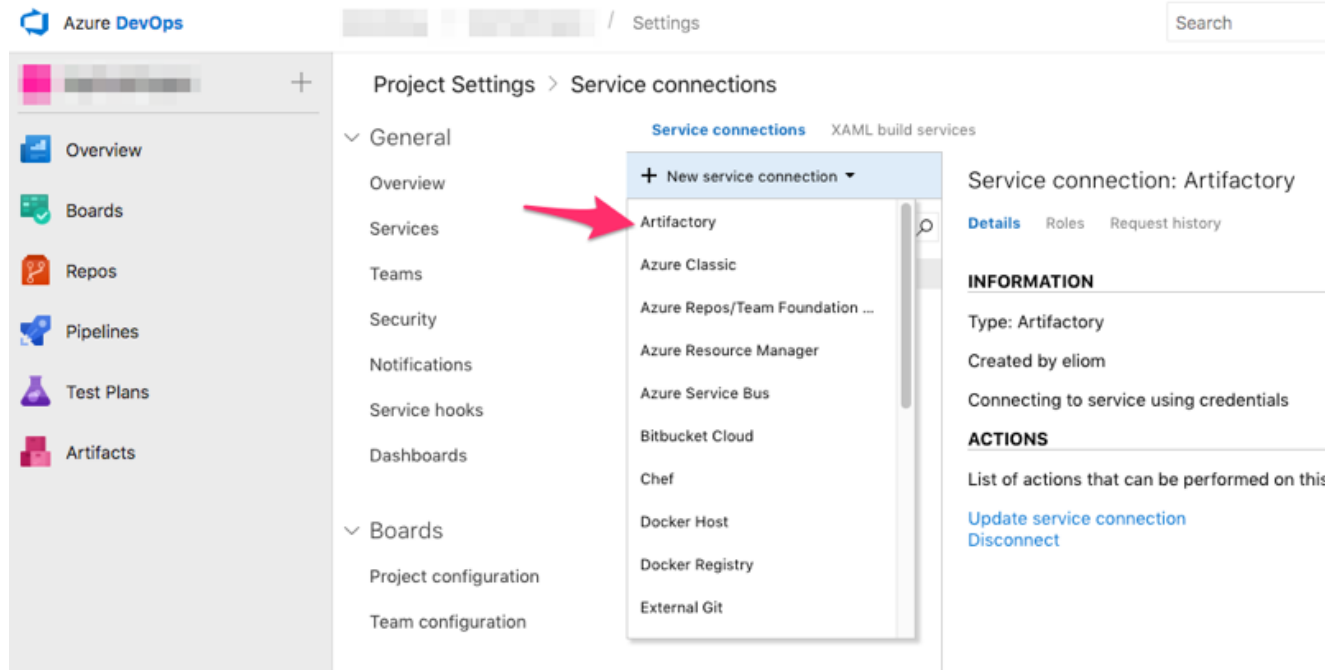 Azure DevOps
/ Settings
Search
Project Settings > Service connections
Overview
Boards
Repos
Pipelines
Test Plans
Artifacts
General
Overview
Services
Teams
Security
Notifications
Service hooks
Dashboards
Boards
Project configuration
Team configuration
Service connections XAML build services
+ New service connection
Artifactory
Azure Classic
Azure Repos/Team Foundation ...
Azure Resource Manager
Azure Service Bus
Bitbucket Cloud
Chef
Docker Host
Docker Registry
External Git
Service connection: Artifactory
Details Roles Request history
INFORMATION
Type: Artifactory
Created by eliom
Connecting to service using credentials
ACTIONS
List of actions that can be performed on this
Update service connection
Disconnect